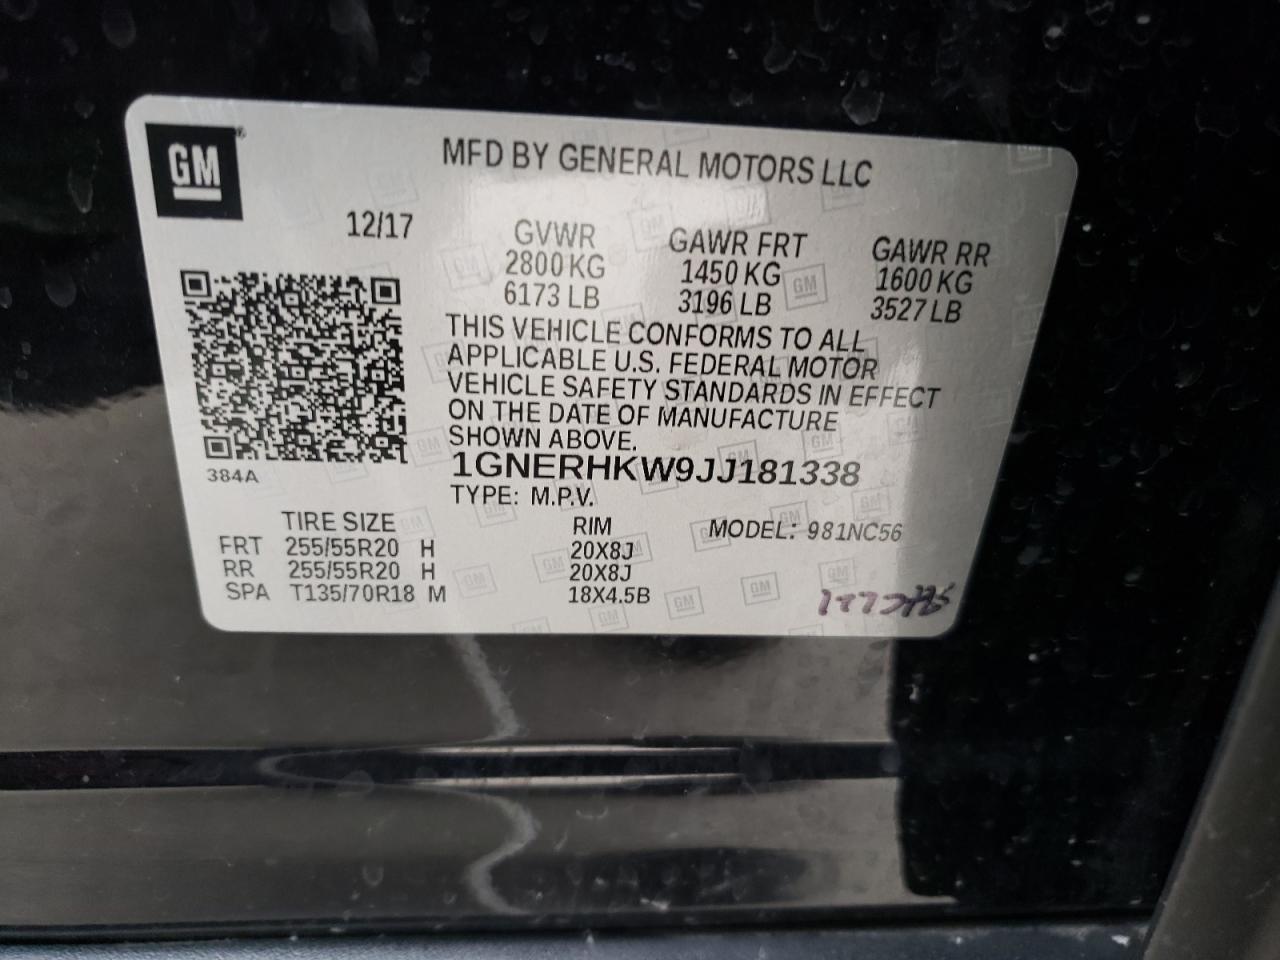 GM
MFD BY GENERAL MOTORS LLC
12/17
GVWR
2800 KG
6173 LB
GAWR FRT
1450 KG
3196 LB
GAWR RR
1600 KG
3527 LB
THIS VEHICLE CONFORMS TO ALL
APPLICABLE U.S. FEDERAL MOTOR
VEHICLE SAFETY STANDARDS IN EFFECT
ON THE DATE OF MANUFACTURE
SHOWN ABOVE.
384A
1GNERHKW9JJ181338
TYPE: M.P.V.
MODEL: 981NC56
TIRE SIZE RIM
FRT 255/55R20 H 20X8J
RR 255/55R20 H 20X8J
SPA T135/70R18 M 18X4.5B